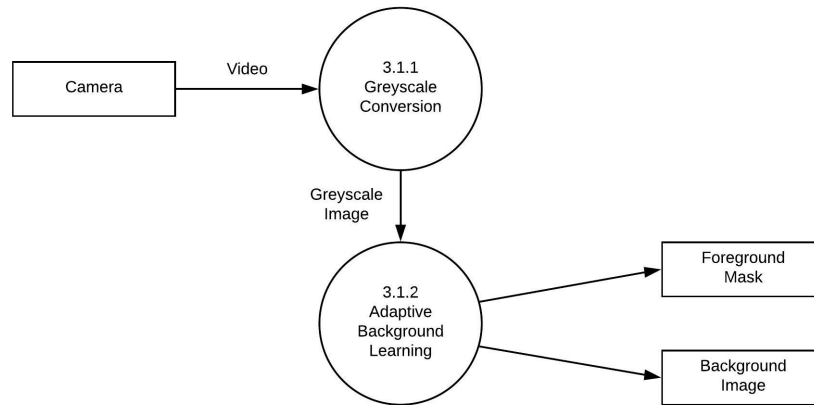 Camera
Video
3.1.1
Greyscale
Conversion
Greyscale
Image
3.1.2
Adaptive
Background
Learning
Foreground
Mask
Background
Image